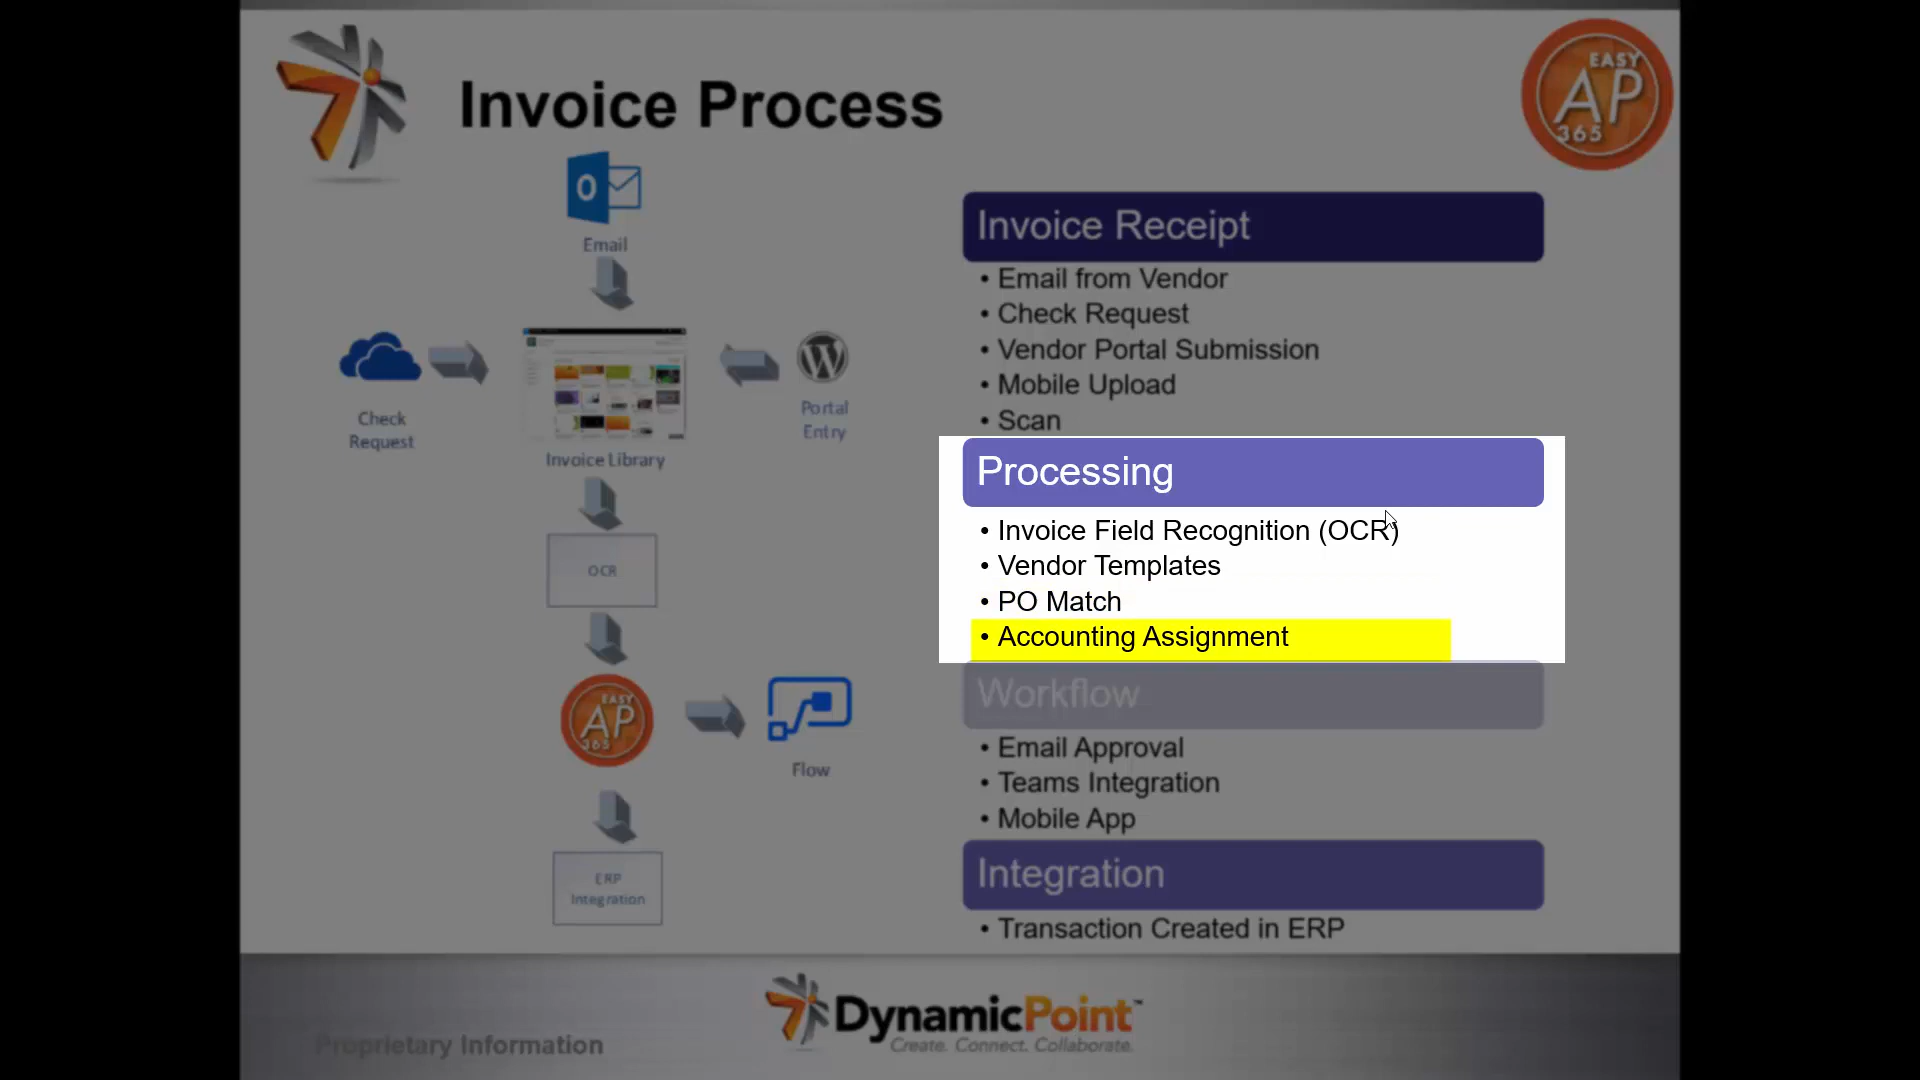 Invoice Process
EASY
AP
365
O
Email
Check
Request
Invoice Library
W
Portal
Entry
OCR
EASY
AP
365
Flow
ERP
Integration
Invoice Receipt
• Email from Vendor
• Check Request
• Vendor Portal Submission
• Mobile Upload
• Scan
Processing
• Invoice Field Recognition (OCR)
• Vendor Templates
• PO Match
• Accounting Assignment
Workflow
• Email Approval
• Teams Integration
• Mobile App
Integration
• Transaction Created in ERP
Proprietary Information
DynamicPoint™
Create. Connect. Collaborate.